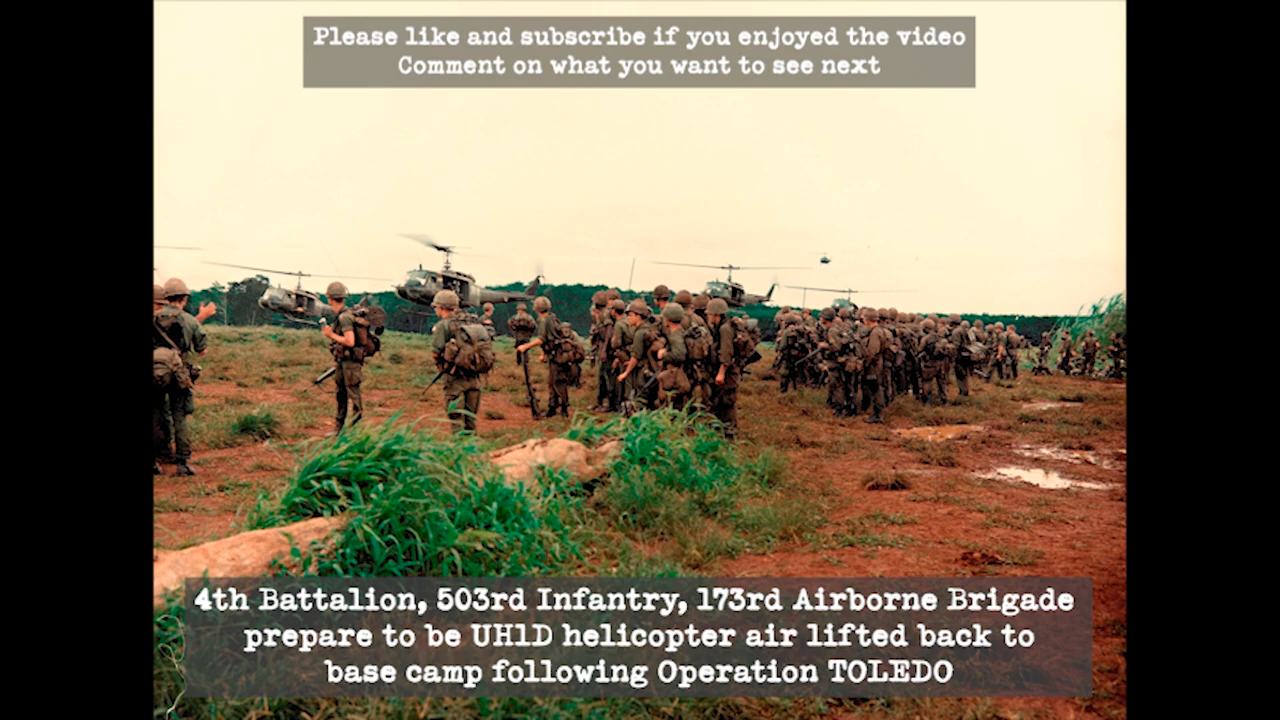 Please like and subscribe if you enjoyed the video
Comment on what you want to see next
4th Battalion, 503rd Infantry, 173rd Airborne Brigade
prepare to be UH1D helicopter air lifted back to
base camp following Operation TOLEDO